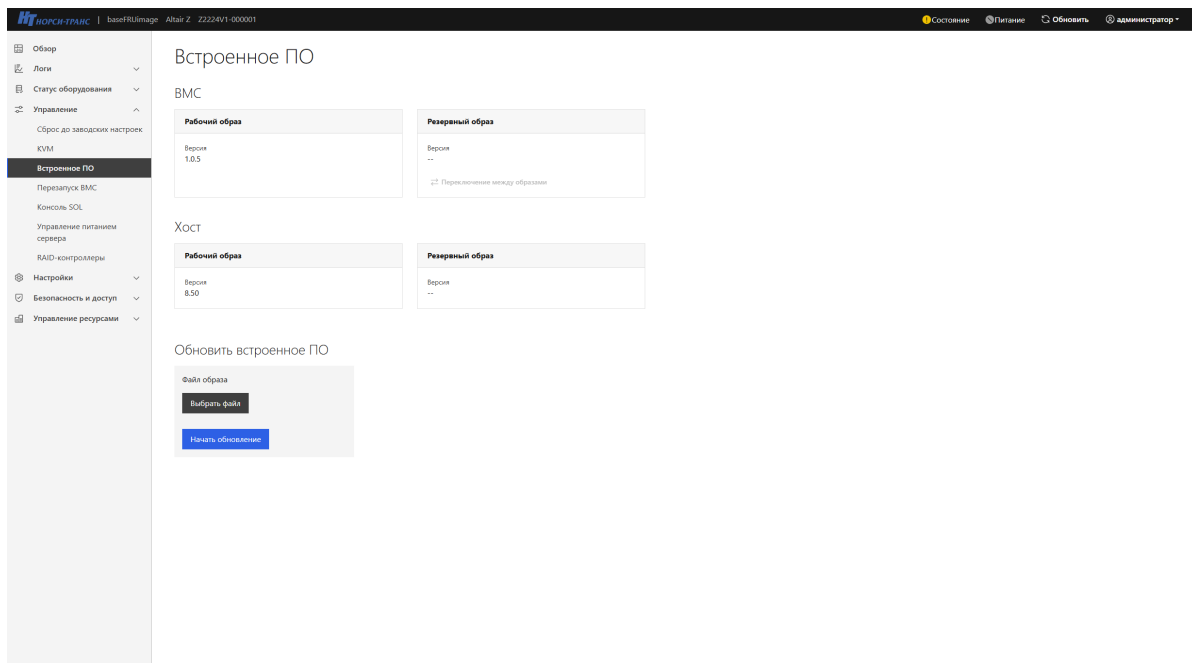 НТ НОРСИ-ТРАНС | baseFRUimage Altair Z Z2224V1-000001 Состояние Питание Обновить администратор
Обзор
Логи
Статус оборудования
Управление
Сброс до заводских настроек
KVM
Встроенное ПО
Перезапуск BMC
Консоль SOL
Управление питанием
сервера
RAID-контроллеры
Настройки
Безопасность и доступ
Управление ресурсами
Встроенное ПО
BMC
Рабочий образ
Версия
1.0.5
Резервный образ
Версия
--
Переключение между образами
Хост
Рабочий образ
Версия
8.50
Резервный образ
Версия
--
Обновить встроенное ПО
Файл образа
Выбрать файл
Начать обновление